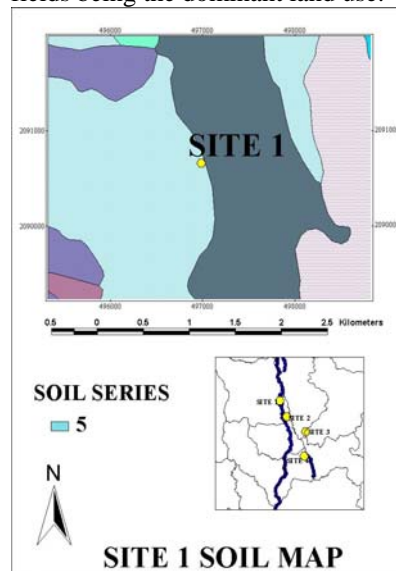 fields being the dominant land use.
496000 497000 498000
2091000 2091000
SITE 1
2090000 2090000
496000 497000 498000
0.5 0 0.5 1 1.5 2 2.5 Kilometers
SOIL SERIES
5
SITE 1
SITE 2
SITE 3
SITE 4
N
SITE 1 SOIL MAP